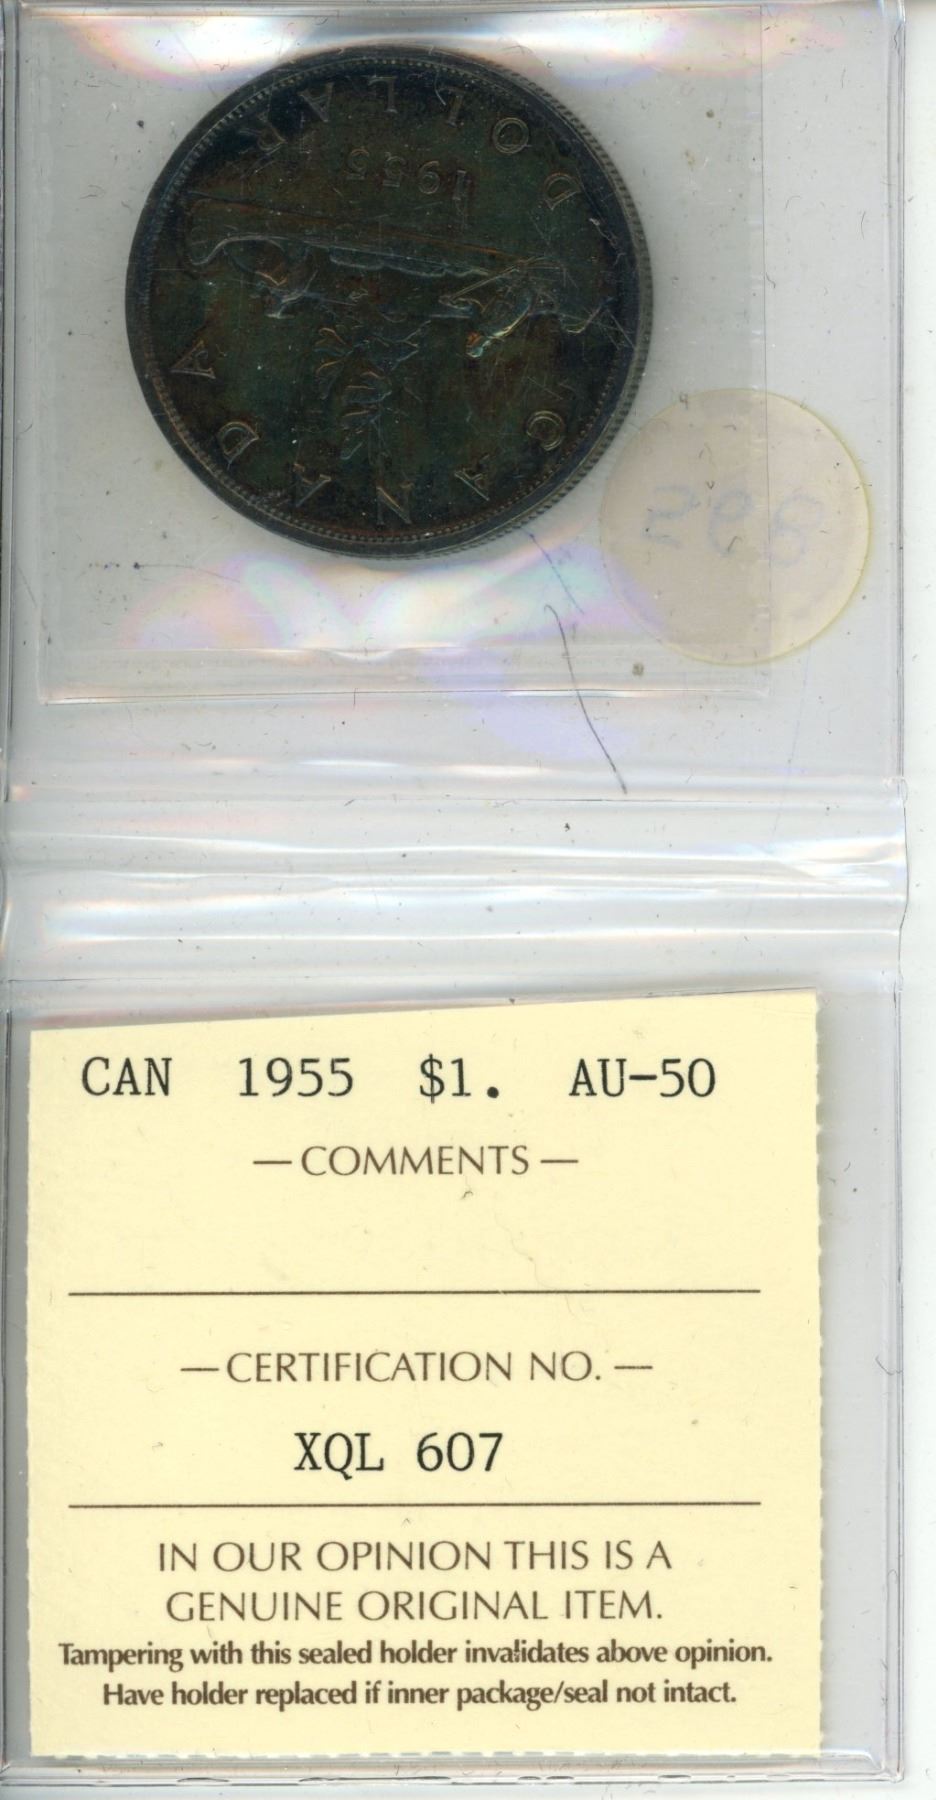 DOLLAR
1955
CANADA
CAN 1955 $1. AU-50
— COMMENTS —
— CERTIFICATION NO. —
XQL 607
IN OUR OPINION THIS IS A
GENUINE ORIGINAL ITEM.
Tampering with this sealed holder invalidates above opinion.
Have holder replaced if inner package/seal not intact.